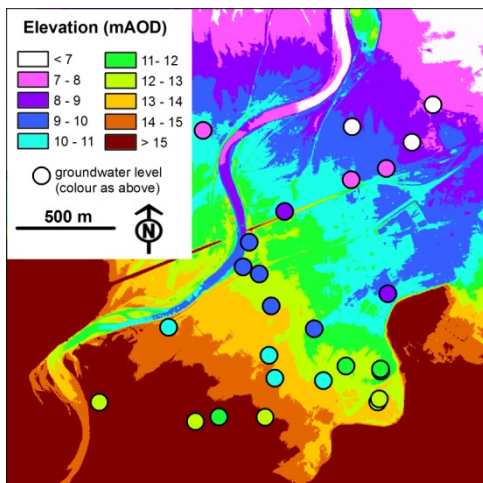 Elevation (mAOD)
< 7
7 - 8
8 - 9
9 - 10
10 - 11
11 - 12
12 - 13
13 - 14
14 - 15
> 15
groundwater level
(colour as above)
500 m
N